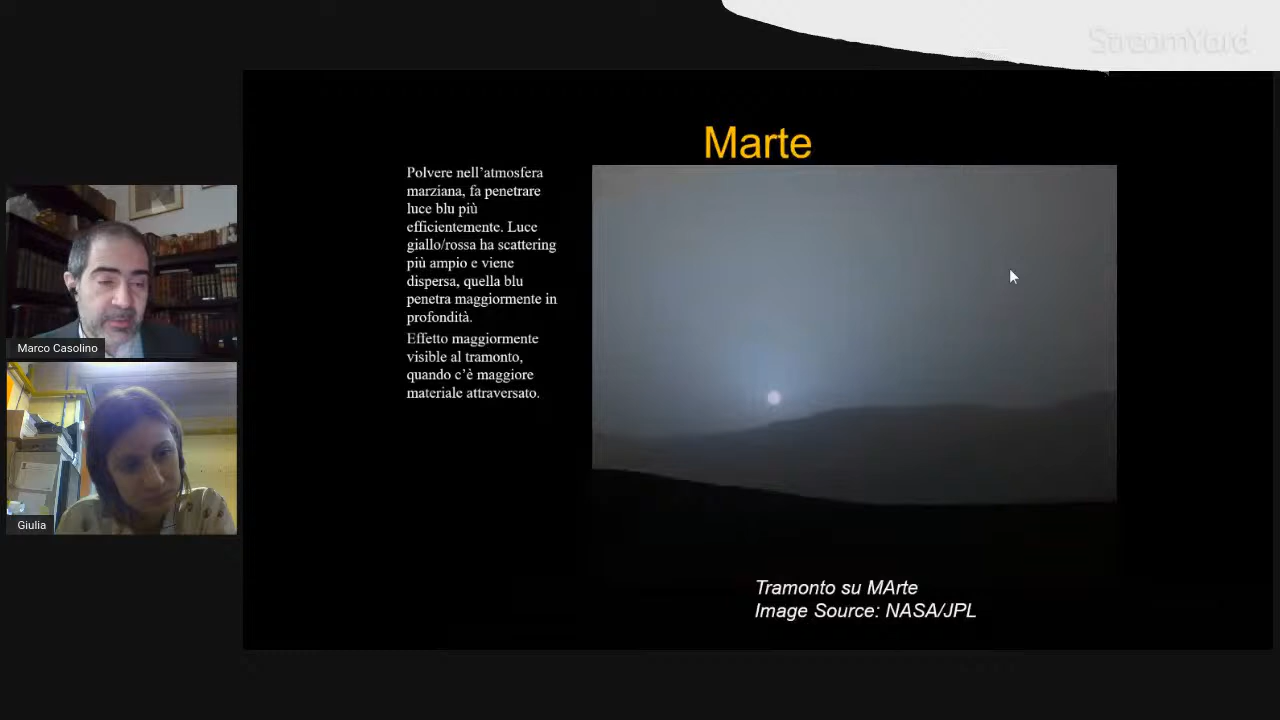 StreamYard
Marte
Polvere nell'atmosfera
marziana, fa penetrare
luce blu più
efficientemente. Luce
giallo/rossa ha scattering
più ampio e viene
dispersa, quella blu
penetra maggiormente in
profondità.
Effetto maggiormente
visible al tramonto,
quando c'è maggiore
materiale attraversato.
Marco Casolino
Giulia
Tramonto su MArte
Image Source: NASA/JPL